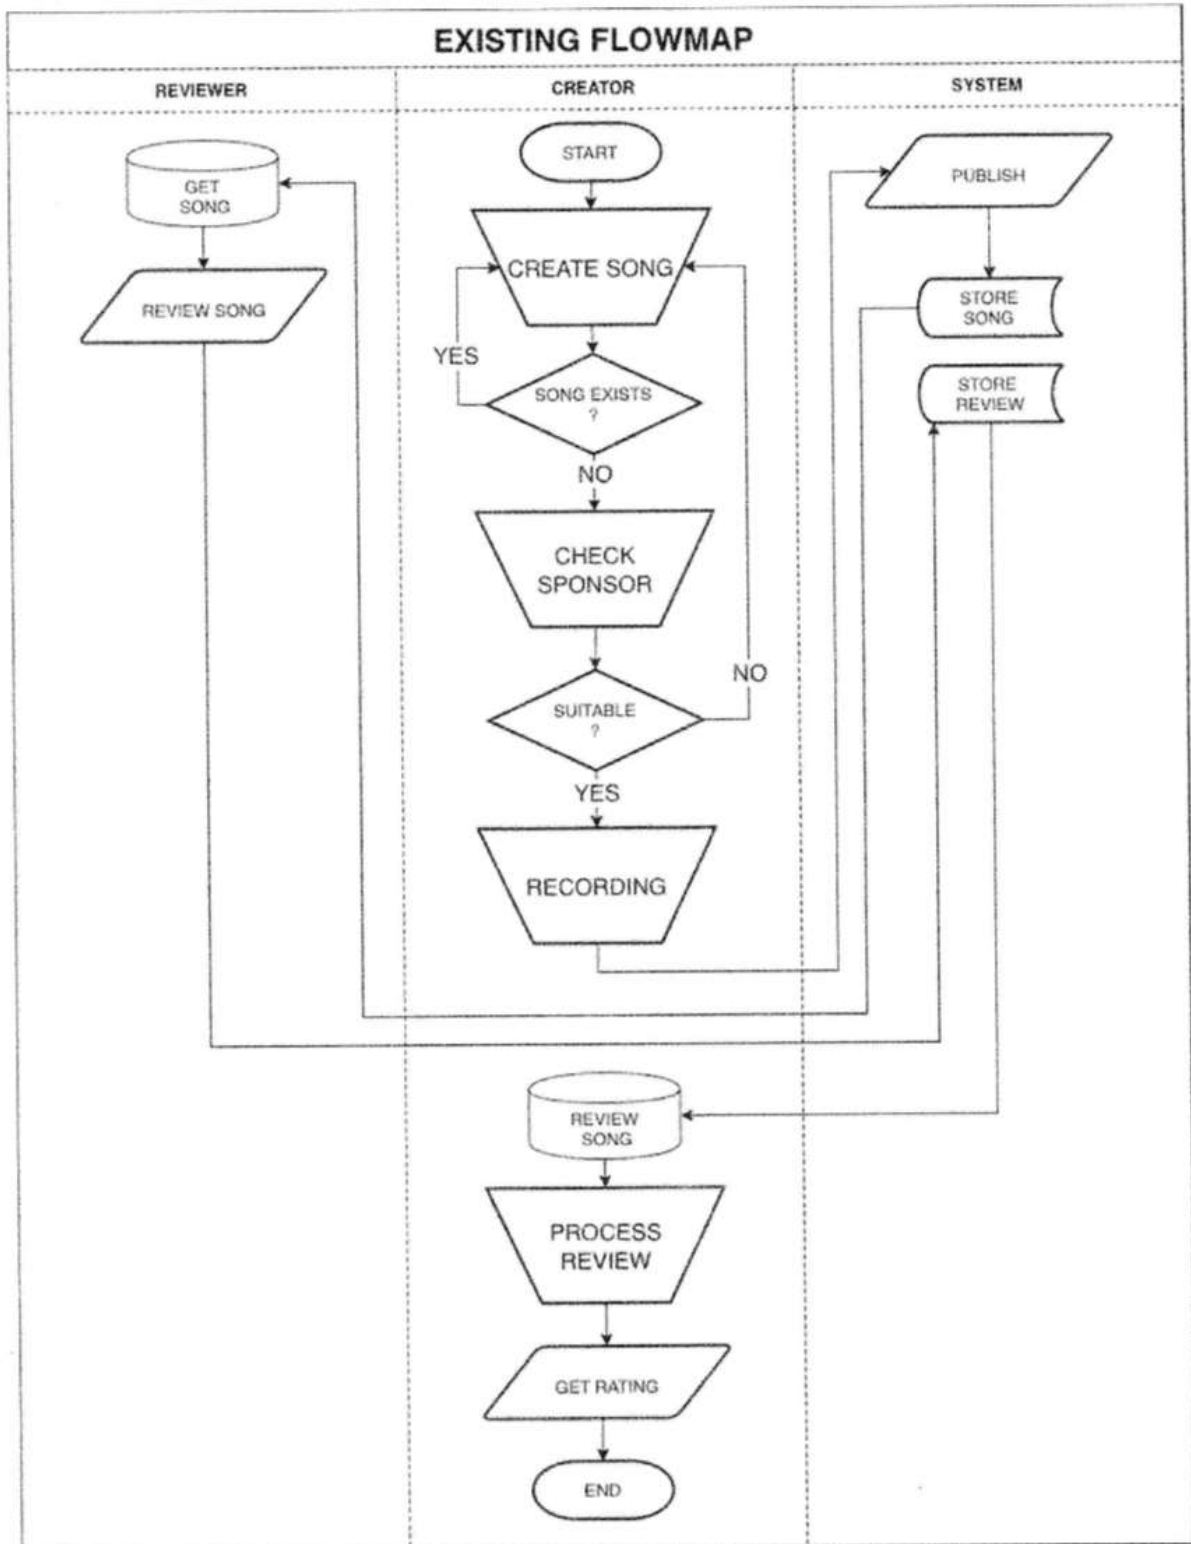 EXISTING FLOWMAP
REVIEWER
CREATOR
SYSTEM
GET
SONG
REVIEW SONG
START
CREATE SONG
YES
SONG EXISTS
?
NO
CHECK
SPONSOR
NO
SUITABLE
?
YES
RECORDING
PUBLISH
STORE
SONG
STORE
REVIEW
REVIEW
SONG
PROCESS
REVIEW
GET RATING
END